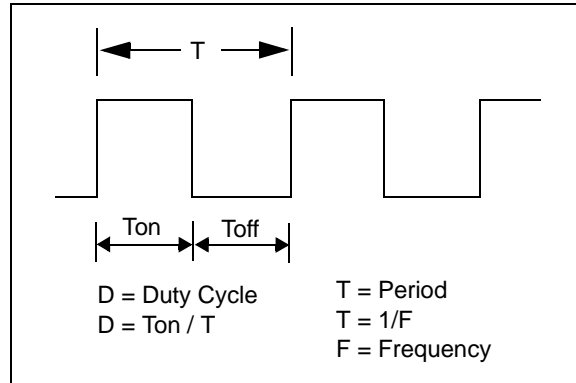 T
Ton
Toff
D = Duty Cycle
D = Ton / T
T = Period
T = 1/F
F = Frequency